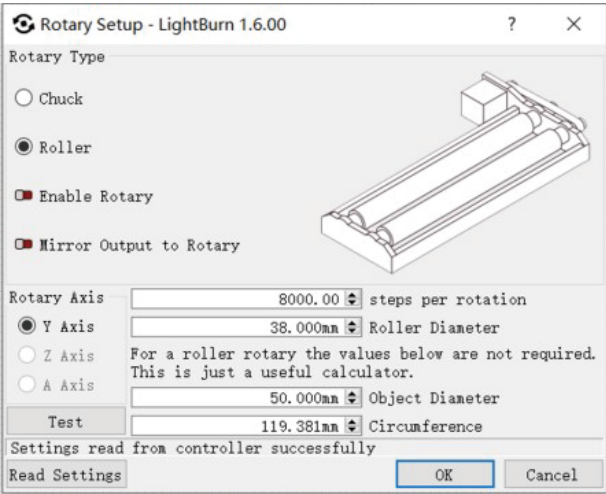 Rotary Setup - LightBurn 1.6.00 ? ×
Rotary Type
Chuck
Roller
Enable Rotary
Mirror Output to Rotary
Rotary Axis
8000.00 steps per rotation
Y Axis
38.000mm Roller Diameter
Z Axis
For a roller rotary the values below are not required.
This is just a useful calculator.
A Axis
50.000mm Object Diameter
Test
119.381mm Circumference
Settings read from controller successfully
Read Settings OK Cancel